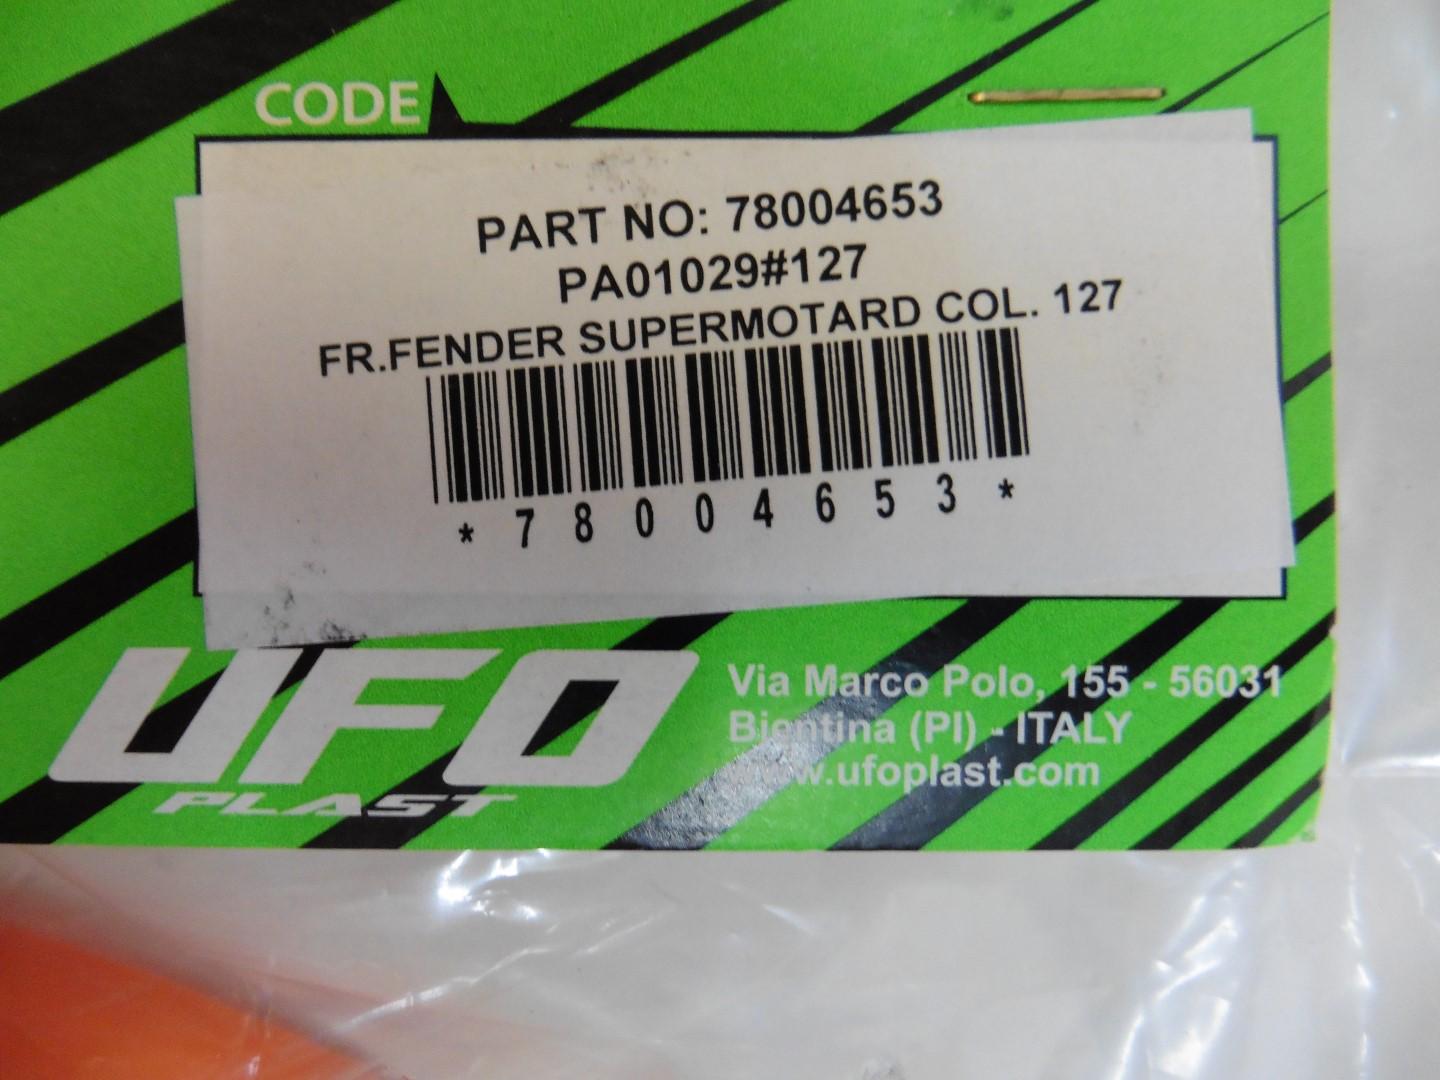 CODE
PART NO: 78004653
PA01029#127
FR.FENDER SUPERMOTARD COL. 127
*78004653*
UFO
PLAST
Via Marco Polo, 155 - 56031
Bientina (PI) - ITALY
www.ufoplast.com